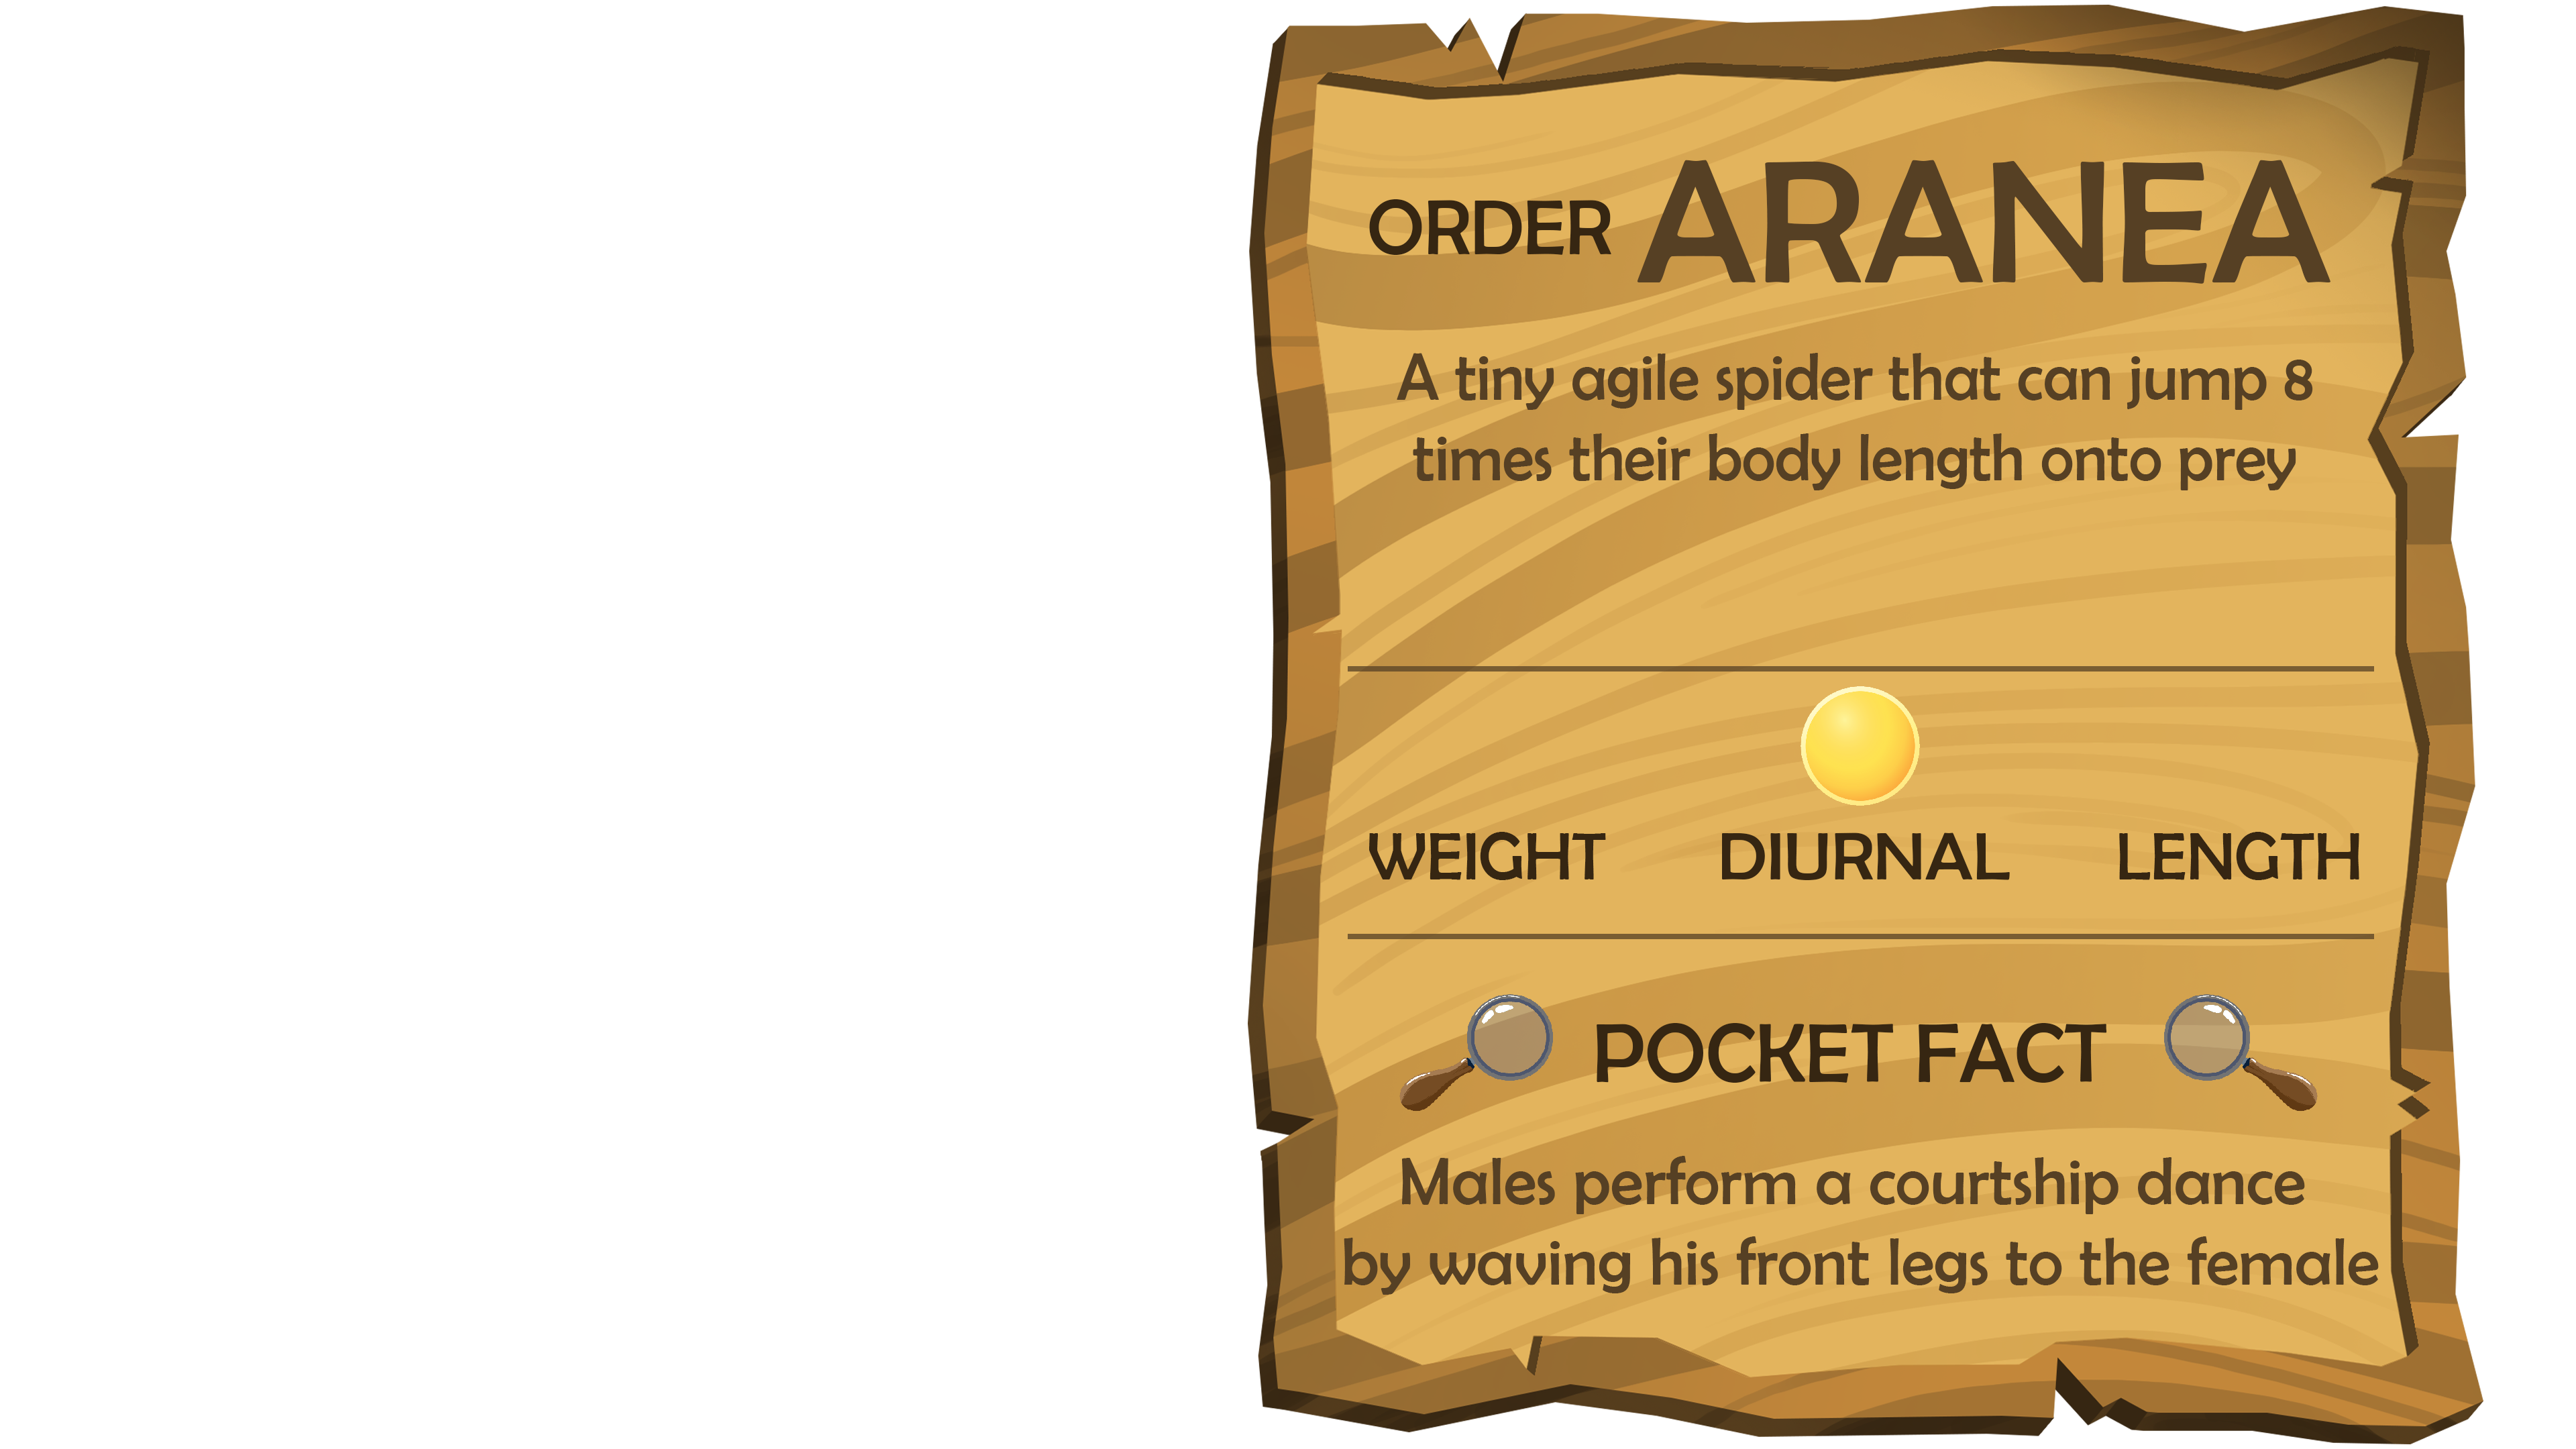 ORDER ARANEA
A tiny agile spider that can jump 8
times their body length onto prey
WEIGHT DIURNAL LENGTH
POCKET FACT
Males perform a courtship dance
by waving his front legs to the female